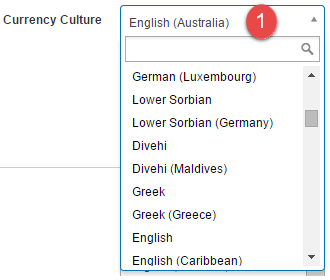 Currency Culture
English (Australia)
1
German (Luxembourg)
Lower Sorbian
Lower Sorbian (Germany)
Divehi
Divehi (Maldives)
Greek
Greek (Greece)
English
English (Caribbean)